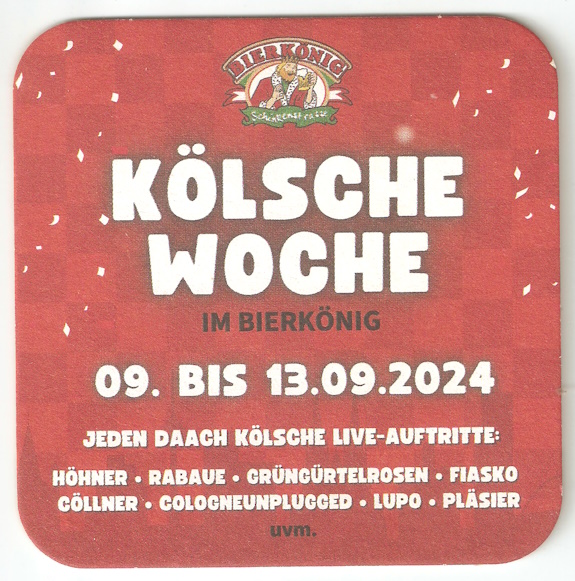 BIERKÖNIG
Schinkenstrasse
KÖLSCHE
WOCHE
IM BIERKÖNIG
09. BIS 13.09.2024
JEDEN DAACH KÖLSCHE LIVE-AUFTRITTE:
HÖHNER • RABAUE • GRÜNGÜRTELROSEN • FIASKO
CÖLLNER • COLOGNEUNPLUGGED • LUPO • PLÄSIER
uvm.